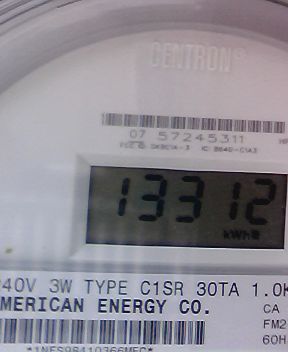 CENTRON®
07 57245311
13312
kWh
40V 3W TYPE C1SR 30TA 1.0K
MERICAN ENERGY CO. CA
FM2
60H